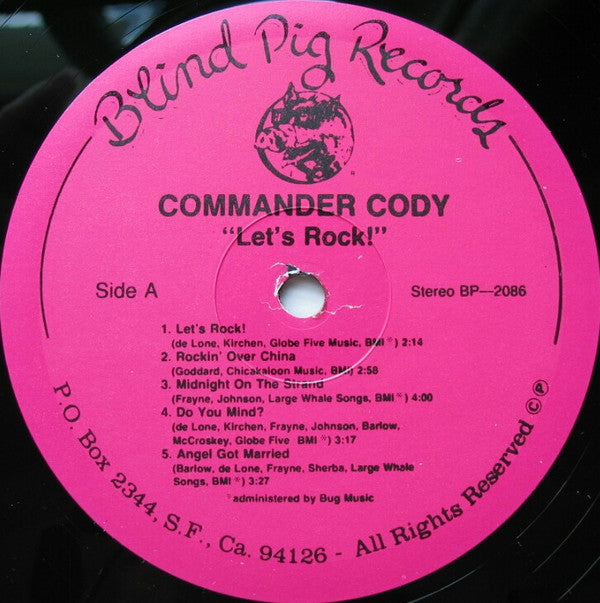 Blind Pig Records
COMMANDER CODY
"Let's Rock!"
Side A
Stereo BP—2086
1. Let's Rock!
(de Lone, Kirchen, Globe Five Music, BMI*) 2:14
2. Rockin' Over China
(Goddard, Chicakaloon Music, BMI) 2:58
3. Midnight On The Strand
(Frayne, Johnson, Large Whale Songs, BMI*) 4:00
4. Do You Mind?
(de Lone, Kirchen, Frayne, Johnson, Barlow,
McCroskey, Globe Five BMI*) 3:17
5. Angel Got Married
(Barlow, de Lone, Frayne, Sherba, Large Whale
Songs, BMI*) 3:27
*administered by Bug Music
P.O. Box 2344, S.F., Ca. 94126 - All Rights Reserved © ℗